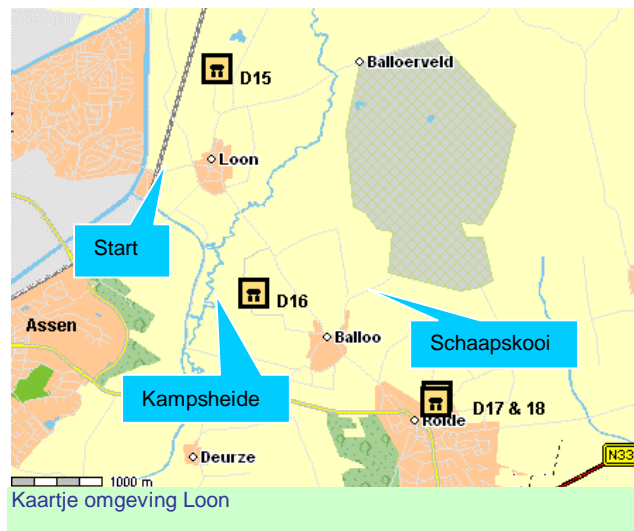 Balloerveld
D15
Loon
Start
D16
Assen
Balloo
Schaapskooi
Kampsheide
D17 & 18
Rolde
Deurze
N33
1000 m
Kaartje omgeving Loon